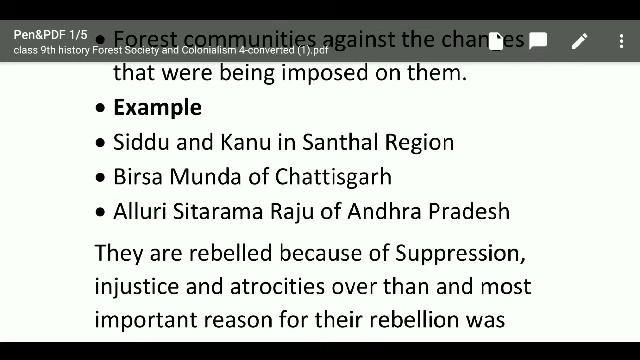 Pen&PDF 1/5
class 9th history Forest Society and Colonialism 4-converted (1).pdf
• Forest communities against the changes
that were being imposed on them.
• Example
• Siddu and Kanu in Santhal Region
• Birsa Munda of Chattisgarh
• Alluri Sitarama Raju of Andhra Pradesh
They are rebelled because of Suppression,
injustice and atrocities over than and most
important reason for their rebellion was